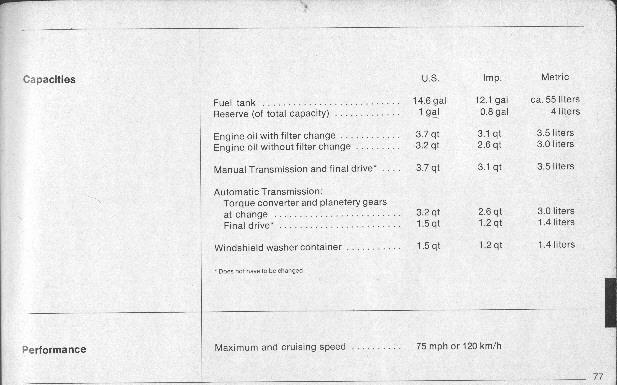 Capacities
U.S. Imp. Metric
Fuel tank . . . . . . . . . . . . . . . . . . . . . . . . . . 14.6 gal 12.1 gal ca. 55 liters
Reserve (of total capacity) . . . . . . . . . . . . . 1 gal 0.8 gal 4 liters
Engine oil with filter change . . . . . . . . . . . . 3.7 qt 3.1 qt 3.5 liters
Engine oil without filter change . . . . . . . . . 3.2 qt 2.6 qt 3.0 liters
Manual Transmission and final drive* . . . . 3.7 qt 3.1 qt 3.5 liters
Automatic Transmission:
Torque converter and planetery gears
at change . . . . . . . . . . . . . . . . . . . . . . . . 3.2 qt 2.6 qt 3.0 liters
Final drive* . . . . . . . . . . . . . . . . . . . . . . . 1.5 qt 1.2 qt 1.4 liters
Windshield washer container . . . . . . . . . . . 1.5 qt 1.2 qt 1.4 liters
* Does not have to be changed
Performance
Maximum and cruising speed . . . . . . . . . . 75 mph or 120 km/h
77